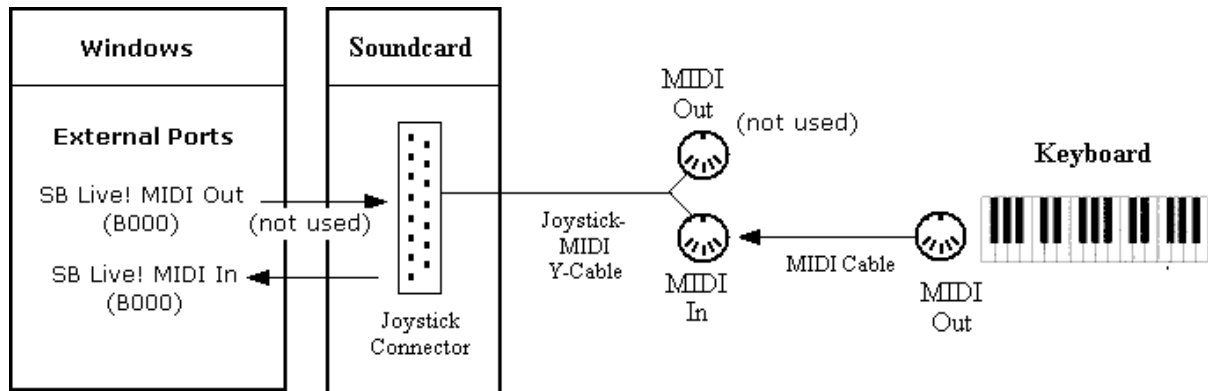 Windows
External Ports
SB Live! MIDI Out
(B000)
(not used)
SB Live! MIDI In
(B000)
Soundcard
Joystick
Connector
Joystick-
MIDI
Y-Cable
MIDI
Out
(not used)
MIDI
In
MIDI Cable
Keyboard
MIDI
Out